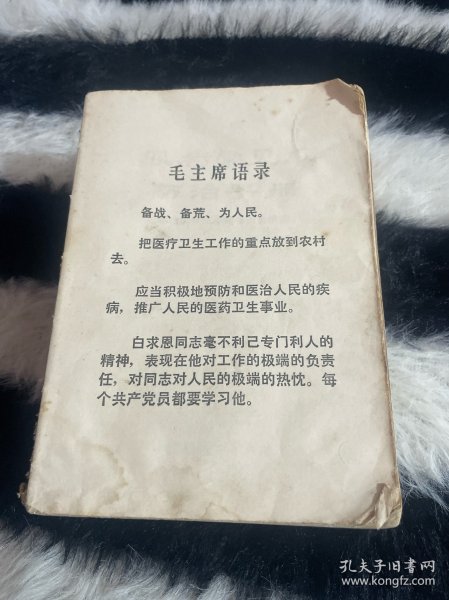 毛主席语录
备战、备荒、为人民。
把医疗卫生工作的重点放到农村
去。
应当积极地预防和医治人民的疾
病，推广人民的医药卫生事业。
白求恩同志毫不利己专门利人的
精神，表现在他对工作的极端的负责
任，对同志对人民的极端的热忱。每
个共产党员都要学习他。
孔夫子旧书网
www.kongfz.com